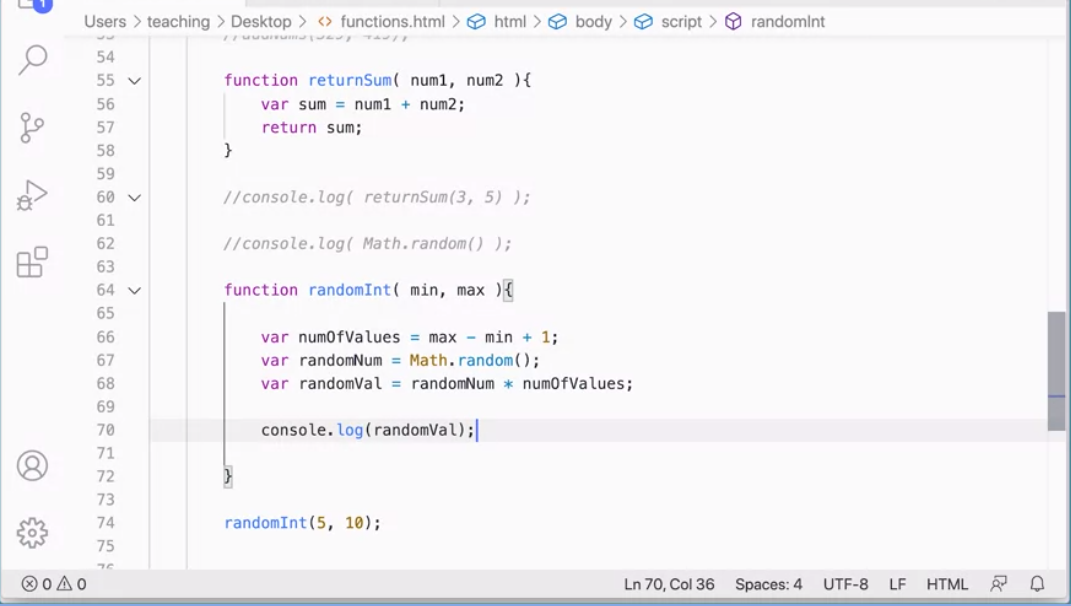 1
Users > teaching > Desktop > <> functions.html > html > body > script > randomInt
54
55 function returnSum( num1, num2 ){
56 var sum = num1 + num2;
57 return sum;
58 }
59
60 //console.log( returnSum(3, 5) );
61
62 //console.log( Math.random() );
63
64 function randomInt( min, max ){
65
66 var numOfValues = max - min + 1;
67 var randomNum = Math.random();
68 var randomVal = randomNum * numOfValues;
69
70 console.log(randomVal);
71
72 }
73
74 randomInt(5, 10);
75
0 0 Ln 70, Col 36 Spaces: 4 UTF-8 LF HTML